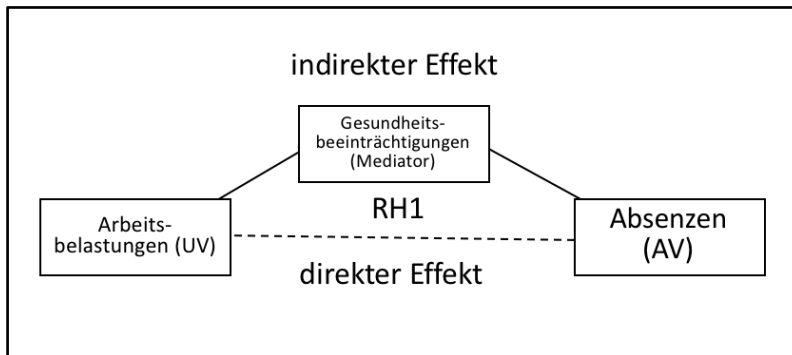 indirekter Effekt
Gesundheits-
beeinträchtigungen
(Mediator)
Arbeits-
belastungen (UV)
RH1
Absenzen
(AV)
direkter Effekt